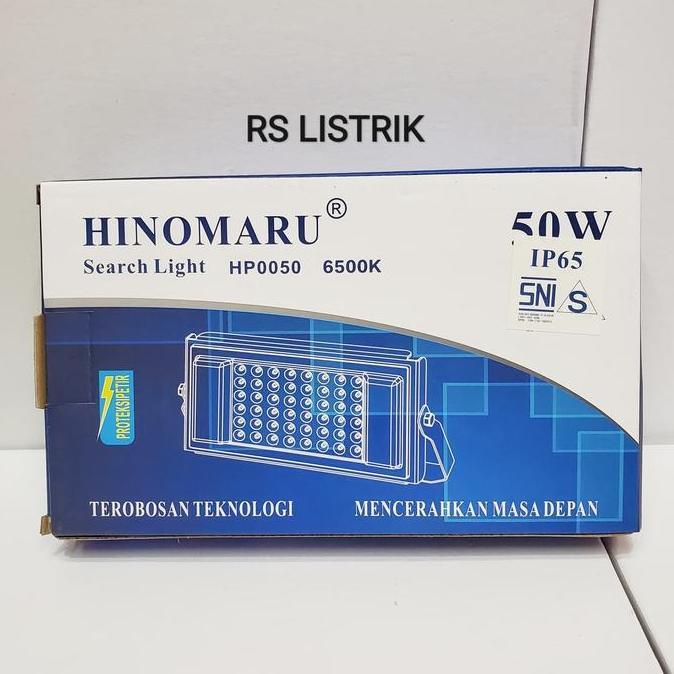 RS LISTRIK
HINOMARU®
50W
Search Light HP0050 6500K
IP65
SNI S
PROTEKSIPETIR
TEROBOSAN TEKNOLOGI
MENCERAHKAN MASA DEPAN